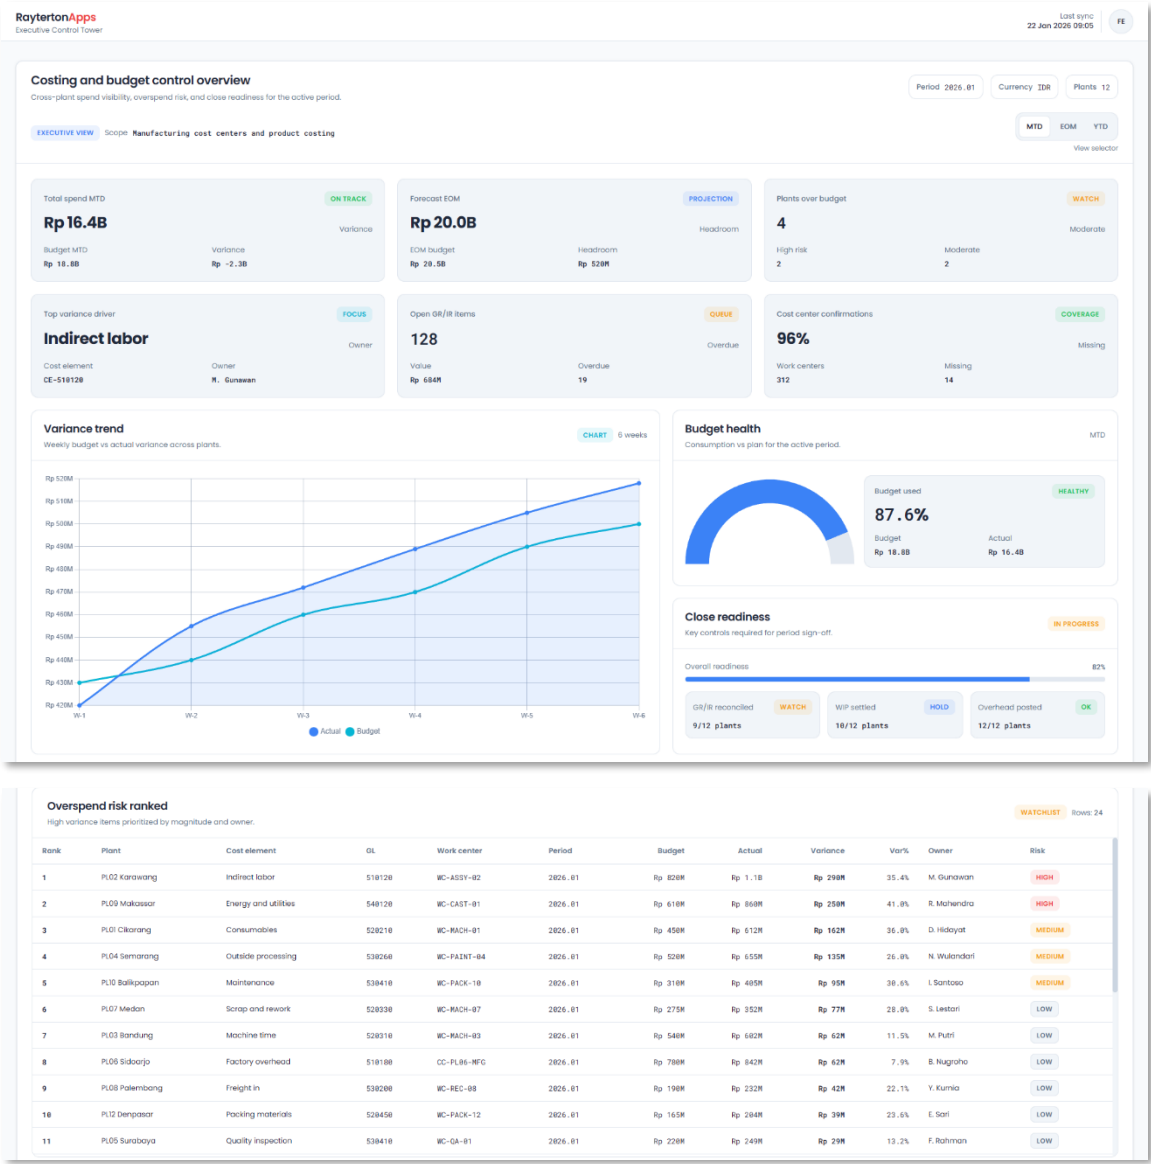 RaytertonApps
Executive Control Tower
Last sync
22 Jan 2026 09:05
FE
Costing and budget control overview
Cross-plant spend visibility, overspend risk, and close readiness for the active period.
Period 2026.01
Currency IDR
Plants 12
EXECUTIVE VIEW Scope Manufacturing cost centers and product costing
MTD EOM YTD
View selector
Total spend MTD
ON TRACK
Rp 16.4B
Variance
Budget MTD Variance
Rp 18.8B Rp -2.3B
Forecast EOM
PROJECTION
Rp 20.0B
Headroom
EOM budget Headroom
Rp 20.5B Rp 520M
Plants over budget
WATCH
4
Moderate
High risk Moderate
2 2
Top variance driver
FOCUS
Indirect labor
Owner
Cost element Owner
CE-510120 M. Gunawan
Open GR/IR items
QUEUE
128
Overdue
Value Overdue
Rp 684M 19
Cost center confirmations
COVERAGE
96%
Missing
Work centers Missing
312 14
Variance trend
Weekly budget vs actual variance across plants.
CHART 6 weeks
Rp 520M
Rp 510M
Rp 500M
Rp 490M
Rp 480M
Rp 470M
Rp 460M
Rp 450M
Rp 440M
Rp 430M
Rp 420M
W-1 W-2 W-3 W-4 W-5 W-6
Actual Budget
Budget health
Consumption vs plan for the active period.
MTD
Budget used
HEALTHY
87.6%
Budget Actual
Rp 18.8B Rp 16.4B
Close readiness
Key controls required for period sign-off.
IN PROGRESS
Overall readiness 82%
GR/IR reconciled WATCH
9/12 plants
WIP settled HOLD
10/12 plants
Overhead posted OK
12/12 plants
Overspend risk ranked
High variance items prioritized by magnitude and owner.
WATCHLIST Rows: 24
Rank Plant Cost element GL Work center Period Budget Actual Variance Var% Owner Risk
1 PL02 Karawang Indirect labor 510120 WC-ASSY-02 2026.01 Rp 820M Rp 1.1B Rp 290M 35.4% M. Gunawan HIGH
2 PL09 Makassar Energy and utilities 540120 WC-CAST-01 2026.01 Rp 610M Rp 860M Rp 250M 41.0% R. Mahendra HIGH
3 PL01 Cikarang Consumables 520210 WC-MACH-01 2026.01 Rp 450M Rp 612M Rp 162M 36.0% D. Hidayat MEDIUM
4 PL04 Semarang Outside processing 530260 WC-PAINT-04 2026.01 Rp 520M Rp 655M Rp 135M 26.0% N. Wulandari MEDIUM
5 PL10 Balikpapan Maintenance 530410 WC-PACK-10 2026.01 Rp 310M Rp 405M Rp 95M 30.6% I. Santoso MEDIUM
6 PL07 Medan Scrap and rework 520330 WC-MACH-07 2026.01 Rp 275M Rp 352M Rp 77M 28.0% S. Lestari LOW
7 PL03 Bandung Machine time 520310 WC-MACH-03 2026.01 Rp 540M Rp 602M Rp 62M 11.5% M. Putri LOW
8 PL06 Sidoarjo Factory overhead 510180 CC-PL06-MFG 2026.01 Rp 780M Rp 842M Rp 62M 7.9% B. Nugroho LOW
9 PL08 Palembang Freight in 530200 WC-REC-08 2026.01 Rp 190M Rp 232M Rp 42M 22.1% Y. Kurnia LOW
10 PL12 Denpasar Packing materials 520450 WC-PACK-12 2026.01 Rp 165M Rp 204M Rp 39M 23.6% E. Sari LOW
11 PL05 Surabaya Quality inspection 530410 WC-QA-01 2026.01 Rp 220M Rp 249M Rp 29M 13.2% F. Rahman LOW